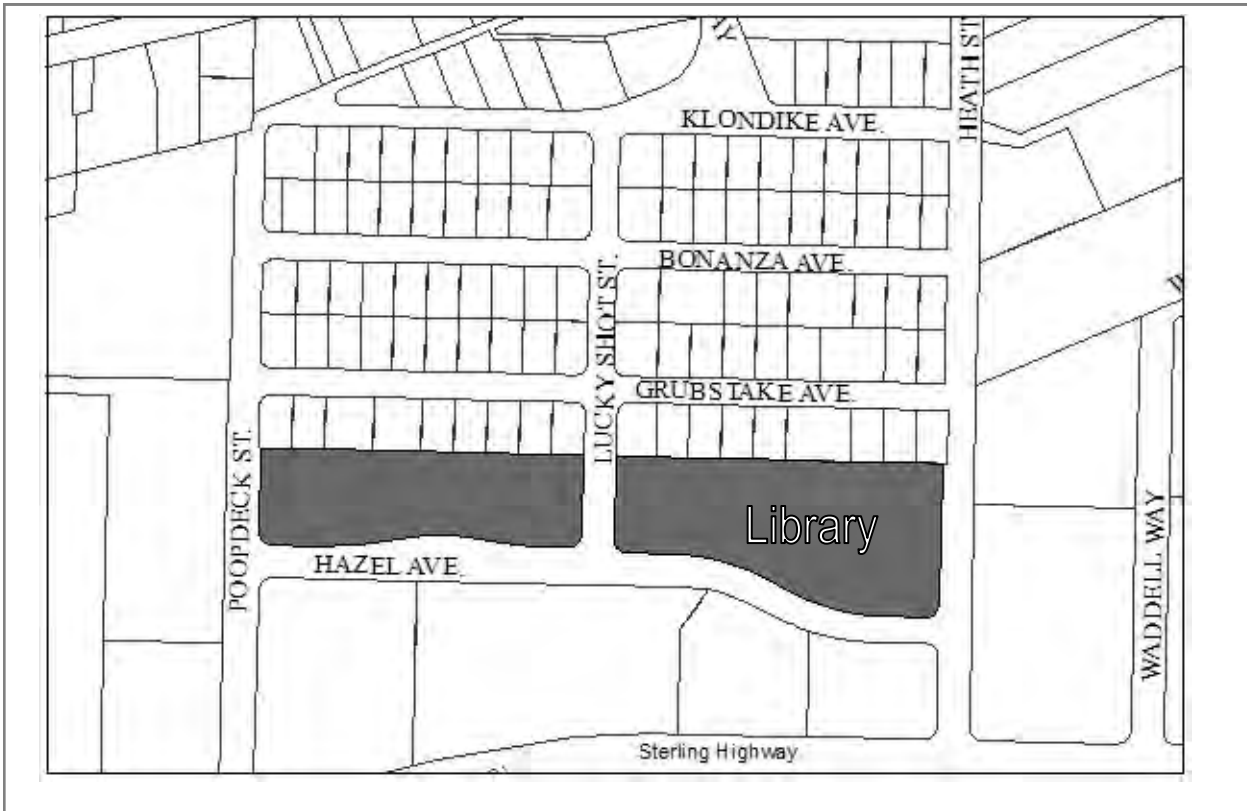 HEATH ST.
KLONDIKE AVE.
BONANZA AVE.
LUCKY SHOT ST.
GRUBSTAKE AVE.
POOPDECK ST.
Library
HAZEL AVE.
WADDELL WAY
Sterling Highway